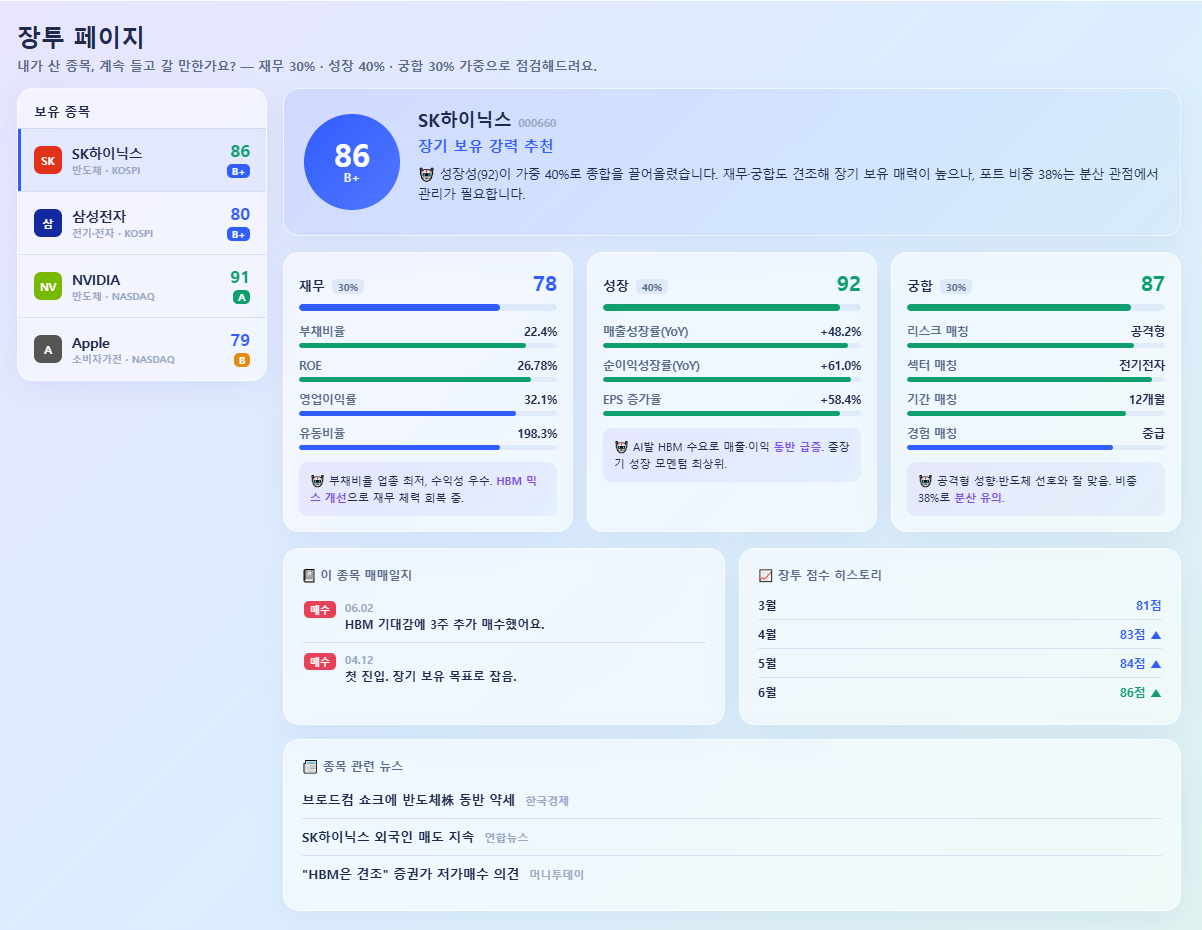 장투 페이지
내가 산 종목, 계속 들고 갈 만한가요? — 재무 30% · 성장 40% · 궁합 30% 가중으로 점검해드려요.
보유 종목
SK SK하이닉스 86
반도체 · KOSPI B+
삼 삼성전자 80
전기·전자 · KOSPI B+
NV NVIDIA 91
반도체 · NASDAQ A
A Apple 79
소비자가전 · NASDAQ B
86
B+
SK하이닉스 000660
장기 보유 강력 추천
성장성(92)이 가중 40%로 종합을 끌어올렸습니다. 재무·궁합도 견조해 장기 보유 매력이 높으나, 포트 비중 38%는 분산 관점에서
관리가 필요합니다.
재무 30% 78
부채비율 22.4%
ROE 26.78%
영업이익률 32.1%
유동비율 198.3%
부채비율 업종 최저, 수익성 우수. HBM 믹
스 개선으로 재무 체력 회복 중.
성장 40% 92
매출성장률(YoY) +48.2%
순이익성장률(YoY) +61.0%
EPS 증가율 +58.4%
AI발 HBM 수요로 매출·이익 동반 급증. 중장
기 성장 모멘텀 최상위.
궁합 30% 87
리스크 매칭 공격형
섹터 매칭 전기전자
기간 매칭 12개월
경험 매칭 중급
공격형 성향·반도체 선호와 잘 맞음. 비중
38%로 분산 유의.
이 종목 매매일지
매수 06.02
HBM 기대감에 3주 추가 매수했어요.
매수 04.12
첫 진입. 장기 보유 목표로 잡음.
장투 점수 히스토리
3월 81점
4월 83점 ▲
5월 84점 ▲
6월 86점 ▲
종목 관련 뉴스
브로드컴 쇼크에 반도체株 동반 약세 한국경제
SK하이닉스 외국인 매도 지속 연합뉴스
"HBM은 견조" 증권가 저가매수 의견 머니투데이